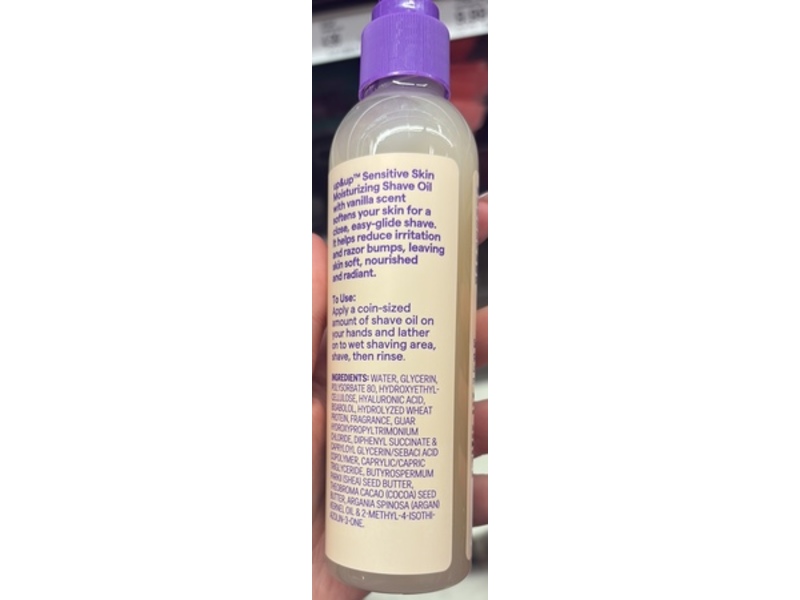 up&up™ Sensitive Skin
Moisturizing Shave Oil
with vanilla scent
softens your skin for a
close, easy-glide shave.
It helps reduce irritation
and razor bumps, leaving
skin soft, nourished
and radiant.
To Use:
Apply a coin-sized
amount of shave oil on
your hands and lather
on to wet shaving area,
shave, then rinse.
INGREDIENTS: WATER, GLYCERIN,
POLYSORBATE 80, HYDROXYETHYL-
CELLULOSE, HYALURONIC ACID,
BISABOLOL, HYDROLYZED WHEAT
PROTEIN, FRAGRANCE, GUAR
HYDROXYPROPYLTRIMONIUM
CHLORIDE, DIPHENYL SUCCINATE &
CAPRYLOYL GLYCERIN/SEBACI ACID
COPOLYMER, CAPRYLIC/CAPRIC
TRIGLYCERIDE, BUTYROSPERMUM
PARKII (SHEA) SEED BUTTER,
THEOBROMA CACAO (COCOA) SEED
BUTTER, ARGANIA SPINOSA (ARGAN)
KERNEL OIL & 2-METHYL-4-ISOTHI-
AZOLIN-3-ONE.